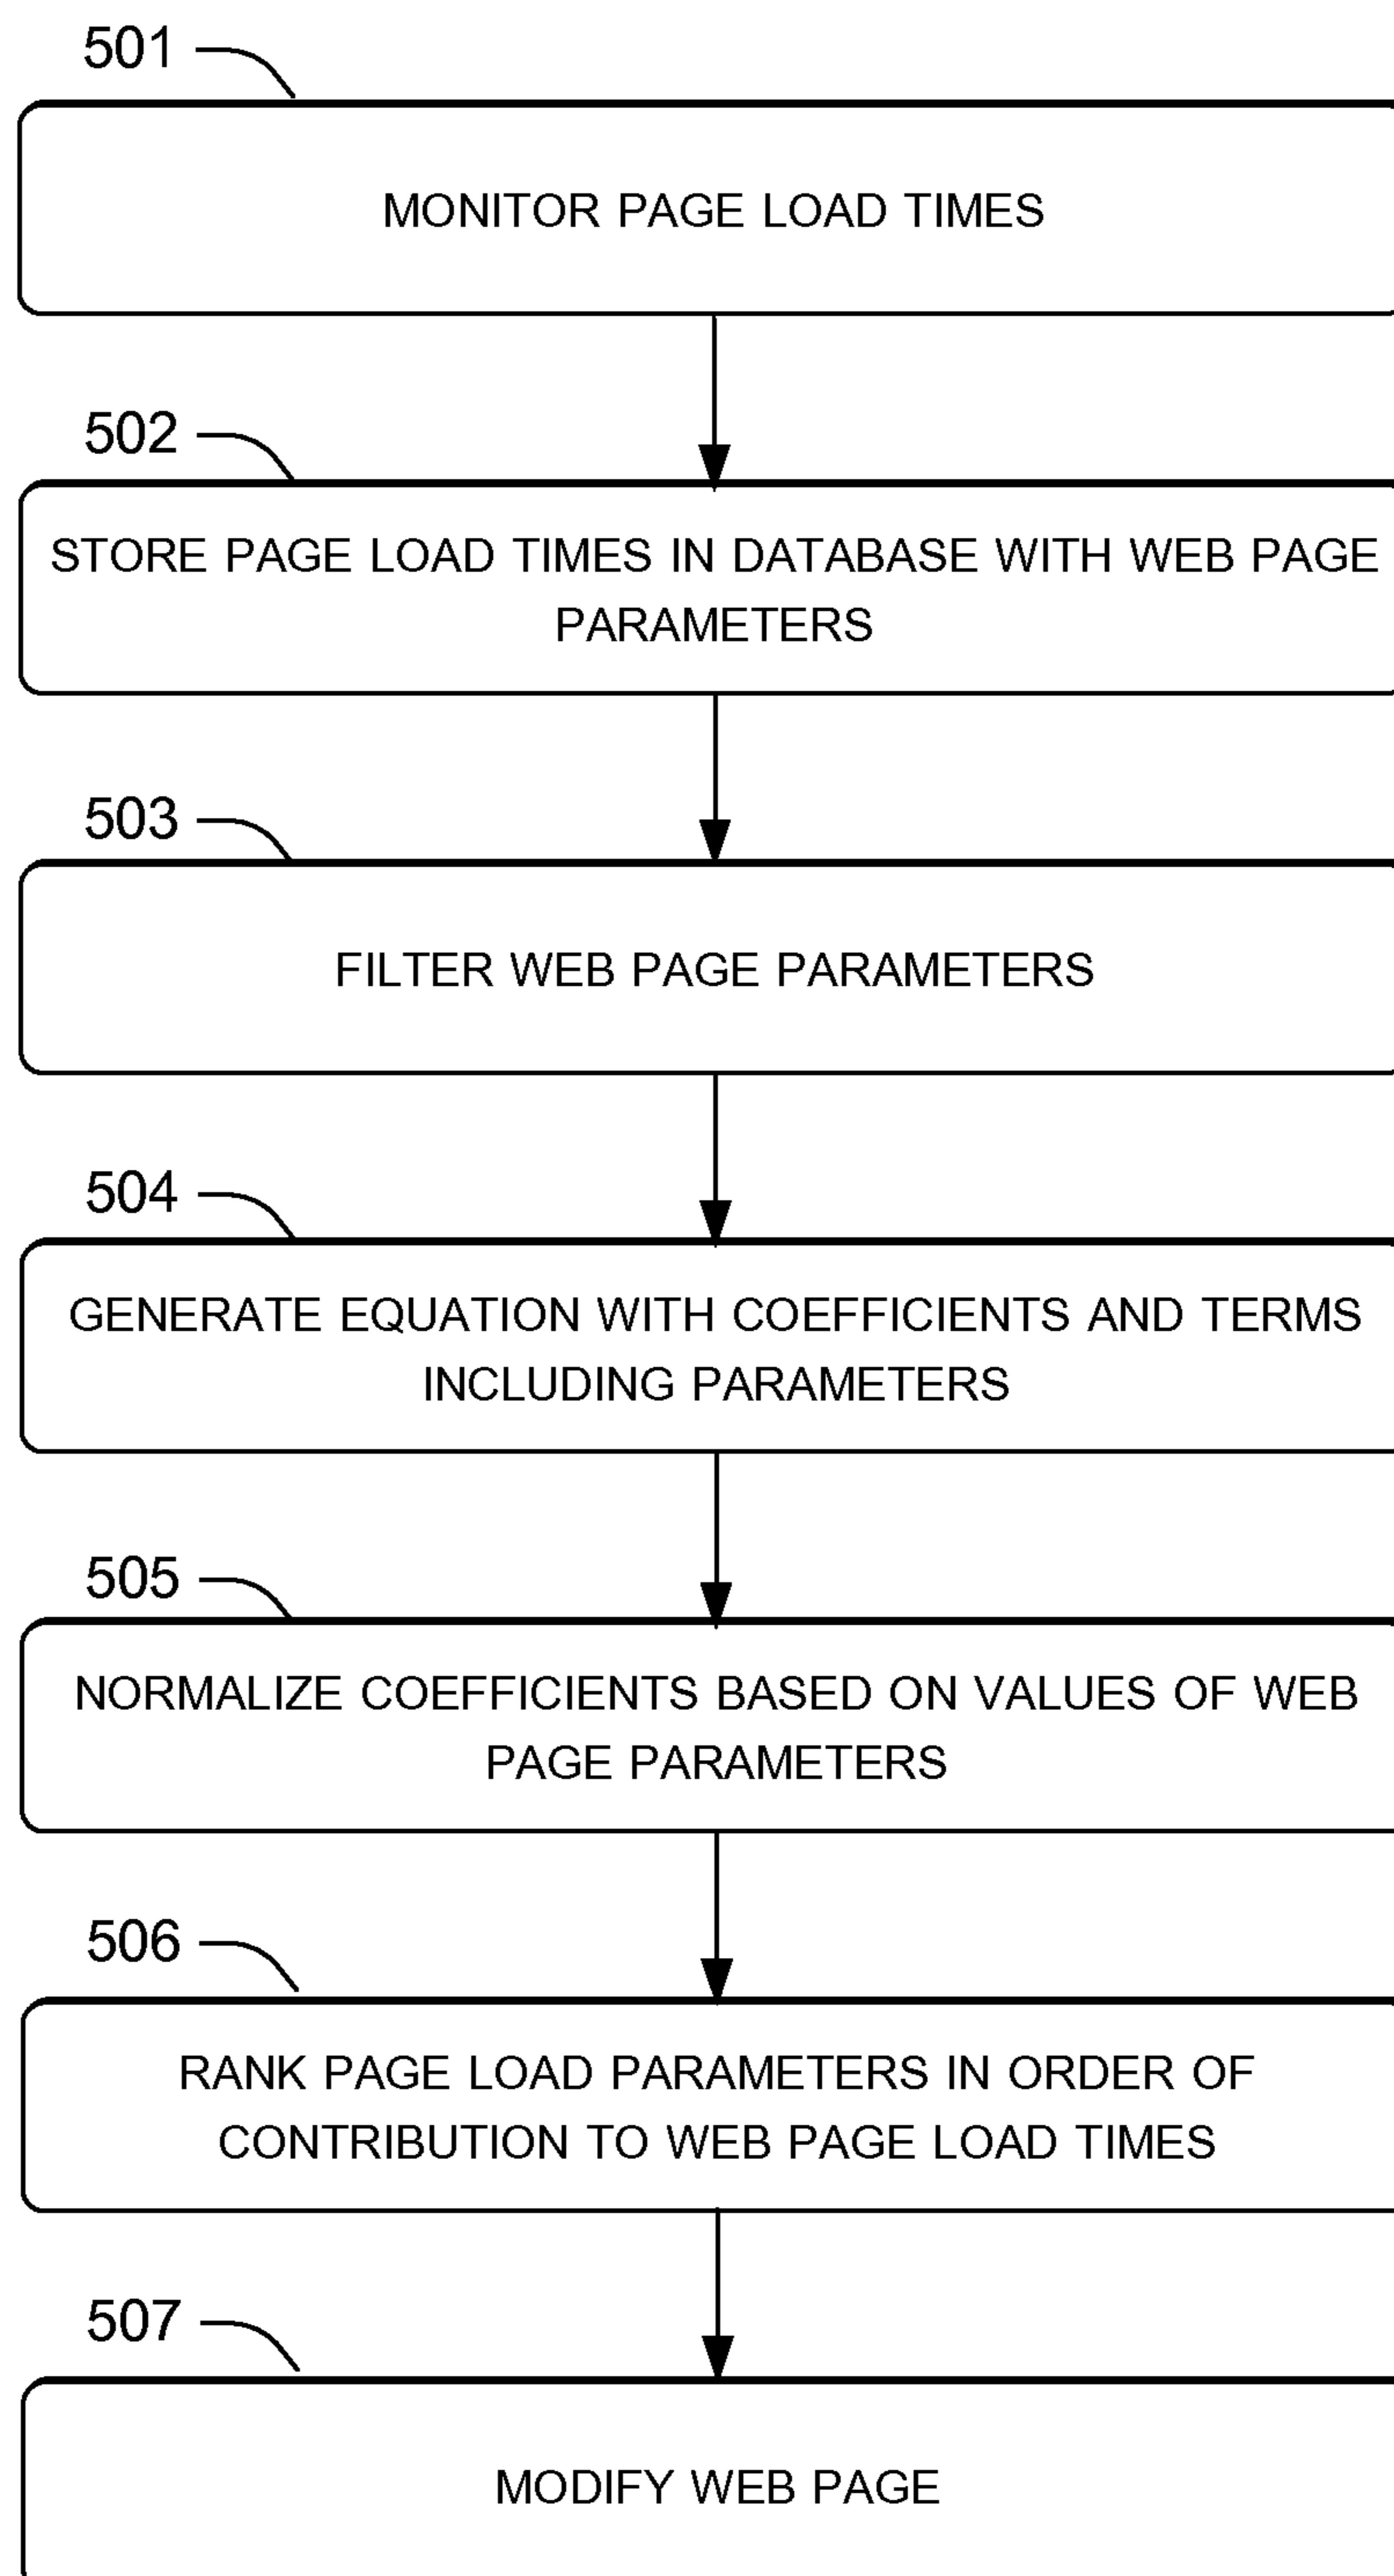 501
MONITOR PAGE LOAD TIMES
502
STORE PAGE LOAD TIMES IN DATABASE WITH WEB PAGE
PARAMETERS
503
FILTER WEB PAGE PARAMETERS
504
GENERATE EQUATION WITH COEFFICIENTS AND TERMS
INCLUDING PARAMETERS
505
NORMALIZE COEFFICIENTS BASED ON VALUES OF WEB
PAGE PARAMETERS
506
RANK PAGE LOAD PARAMETERS IN ORDER OF
CONTRIBUTION TO WEB PAGE LOAD TIMES
507
MODIFY WEB PAGE